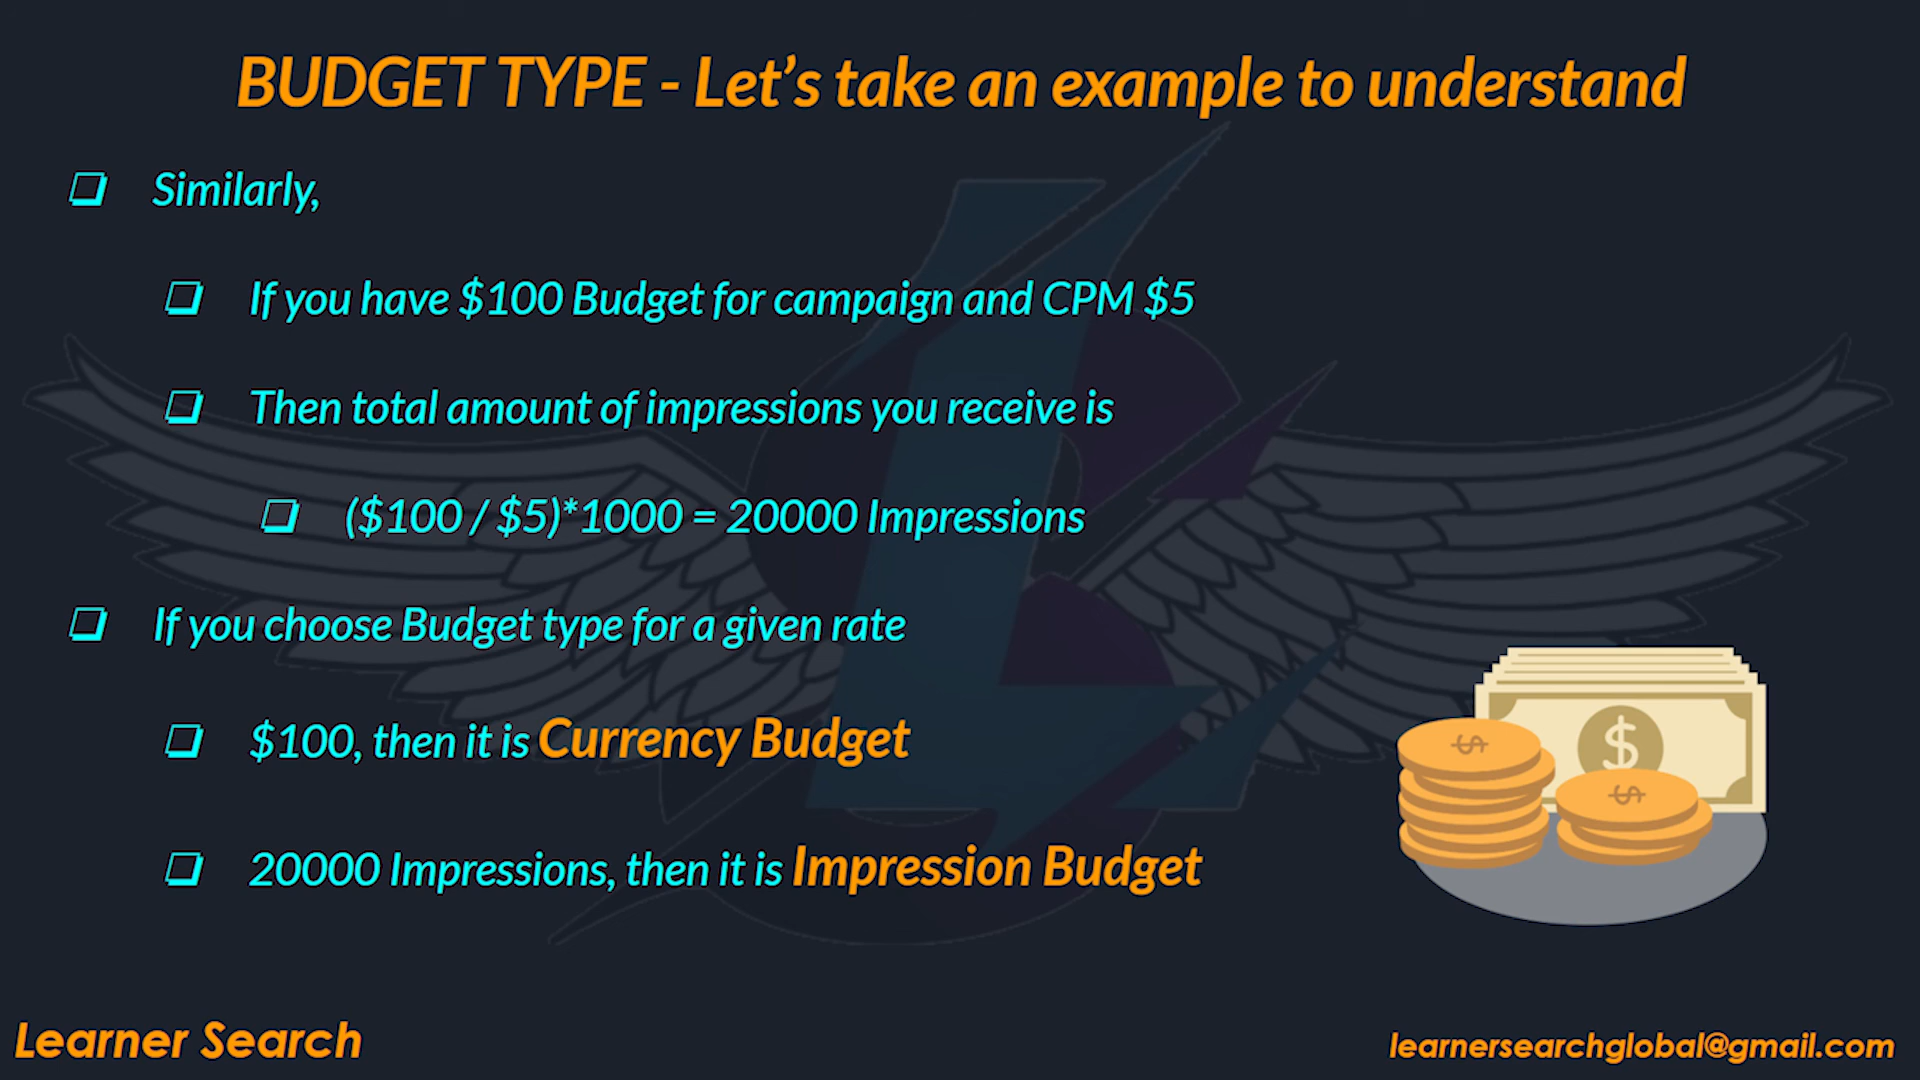 BUDGET TYPE - Let’s take an example to understand
Similarly,
If you have $100 Budget for campaign and CPM $5
Then total amount of impressions you receive is
($100 / $5)*1000 = 20000 Impressions
If you choose Budget type for a given rate
$100, then it is Currency Budget
20000 Impressions, then it is Impression Budget
Learner Search
learnersearchglobal@gmail.com